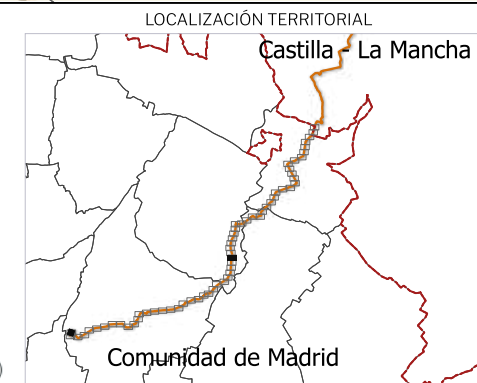 LOCALIZACIÓN TERRITORIAL
Castilla - La Mancha
Comunidad de Madrid